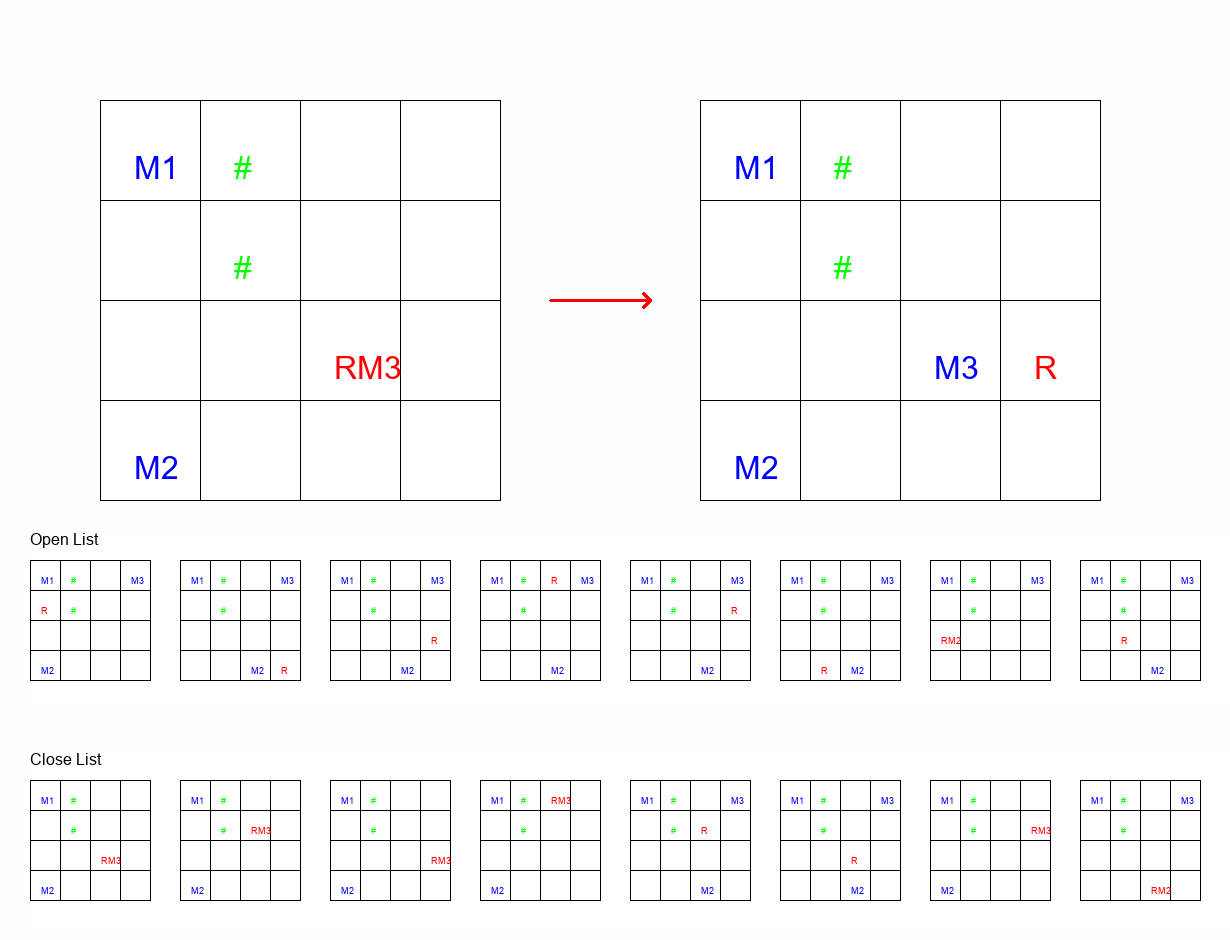 M1 # M1 #
# #
RM3 M3 R
M2 M2
Open List
M1 # M3 M1 # M3 M1 # M3 M1 # R M3 M1 # M3 M1 # M3 M1 # M3 M1 # M3
R # # # # # R # # #
R RM2 R
M2 M2 R M2 M2 M2 R M2 M2
Close List
M1 # M1 # M1 # M1 # RM3 M1 # M3 M1 # M3 M1 # M1 # M3
# # RM3 # # # R # # RM3 #
RM3 RM3 R
M2 M2 M2 M2 M2 M2 M2 RM2